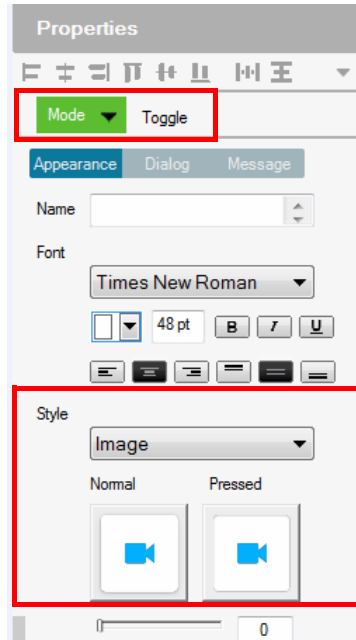 Properties
Mode Toggle
Appearance Dialog Message
Name
Font
Times New Roman
48 pt B I U
Style
Image
Normal Pressed
0